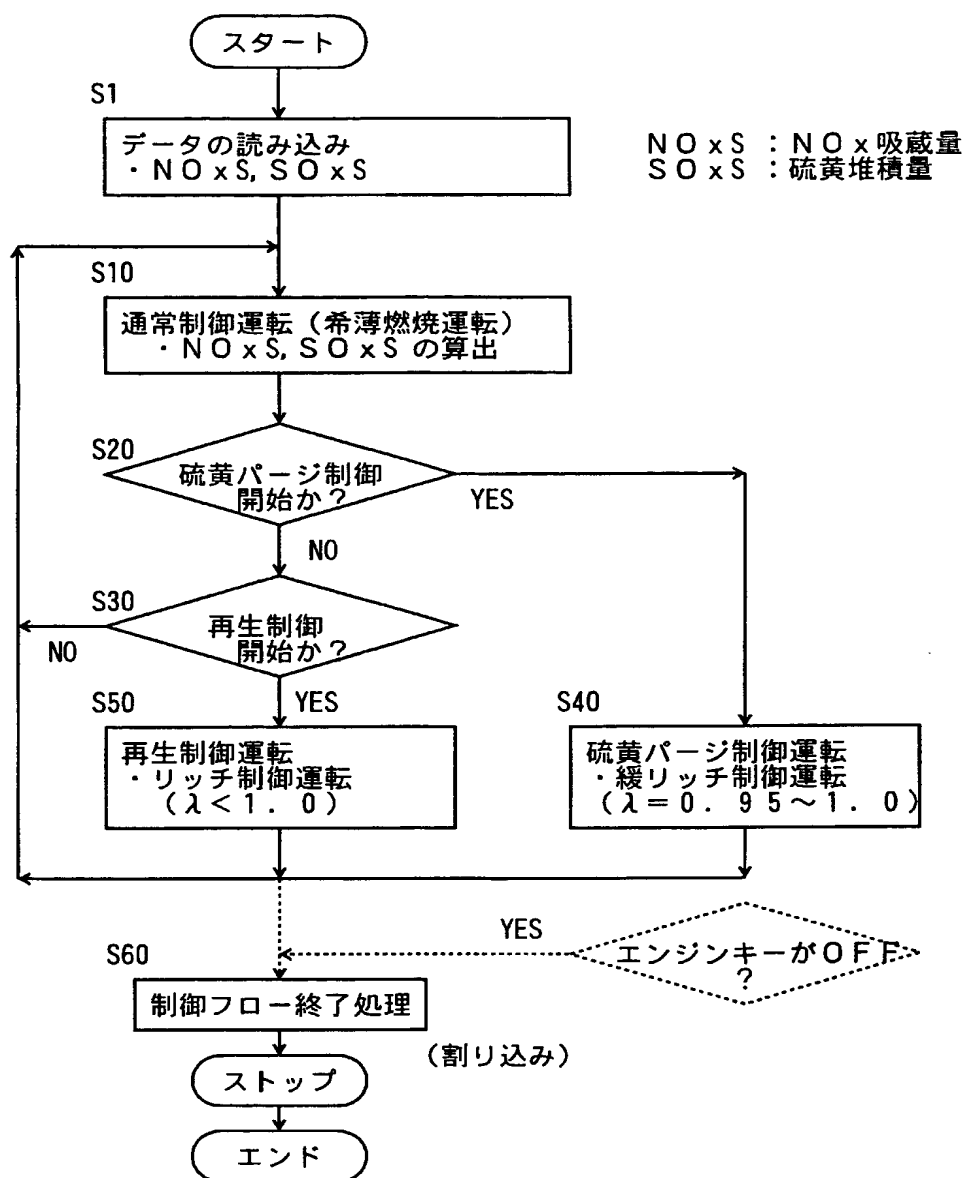 スタート
S1
データの読み込み
・NOxS,SOxS
NOxS:NOx吸蔵量
SOxS:硫黄堆積量
S10
通常制御運転(希薄燃焼運転)
・NOxS,SOxSの算出
S20
硫黄パージ制御
開始か?
YES
NO
S30
再生制御
開始か?
NO
YES
S50
再生制御運転
・リッチ制御運転
(λ<1.0)
S40
硫黄パージ制御運転
・緩リッチ制御運転
(λ=0.95~1.0)
YES
エンジンキーがOFF
?
S60
制御フロー終了処理
(割り込み)
ストップ
エンド